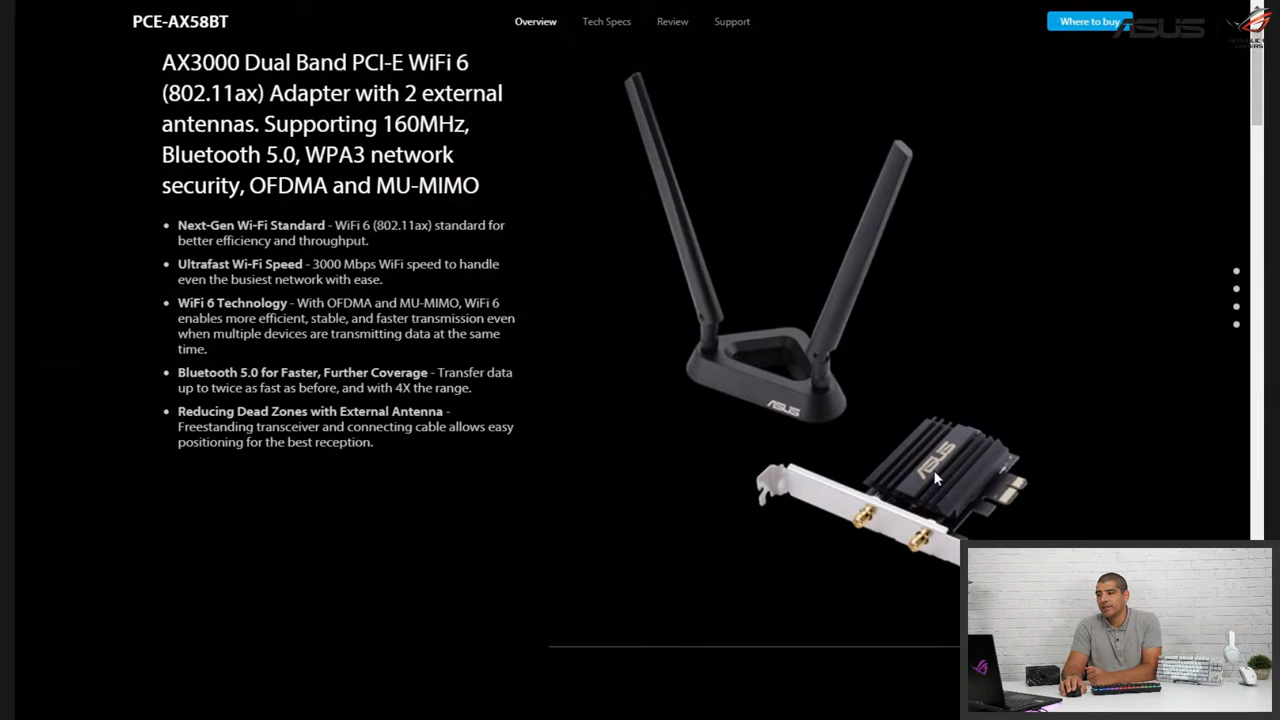 PCE-AX58BT
Overview
Tech Specs
Review
Support
Where to buy
ASUS
AX3000 Dual Band PCI-E WiFi 6
(802.11ax) Adapter with 2 external
antennas. Supporting 160MHz,
Bluetooth 5.0, WPA3 network
security, OFDMA and MU-MIMO
• Next-Gen Wi-Fi Standard - WiFi 6 (802.11ax) standard for
better efficiency and throughput.
• Ultrafast Wi-Fi Speed - 3000 Mbps WiFi speed to handle
even the busiest network with ease.
• WiFi 6 Technology - With OFDMA and MU-MIMO, WiFi 6
enables more efficient, stable, and faster transmission even
when multiple devices are transmitting data at the same
time.
• Bluetooth 5.0 for Faster, Further Coverage - Transfer data
up to twice as fast as before, and with 4X the range.
• Reducing Dead Zones with External Antenna -
Freestanding transceiver and connecting cable allows easy
positioning for the best reception.
ASUS
ASUS